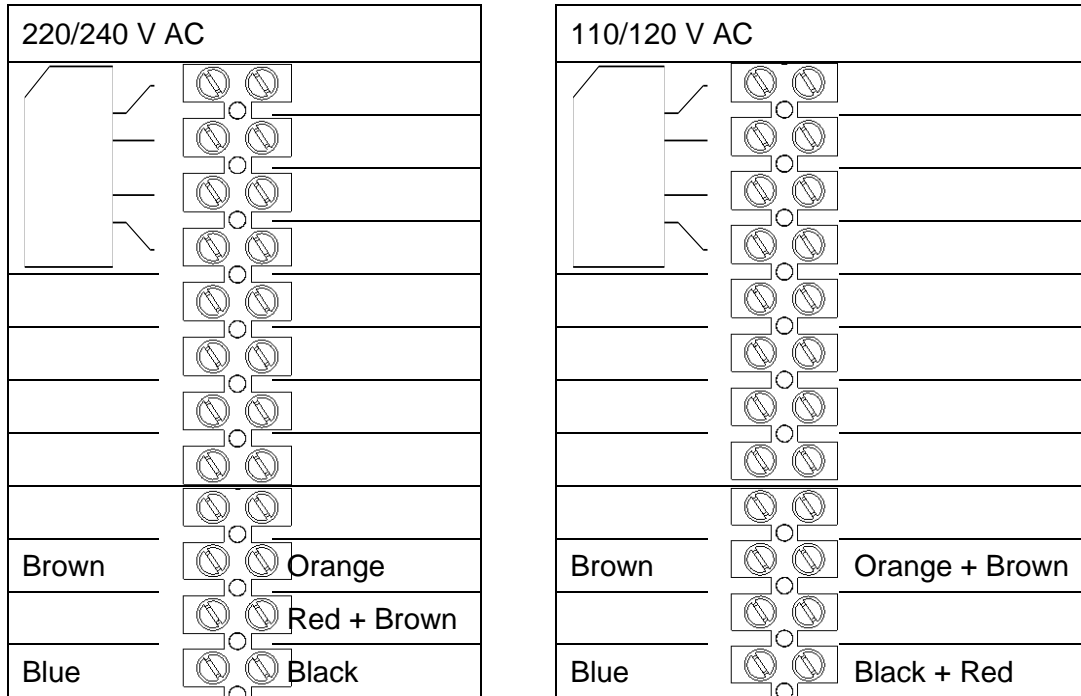 220/240 V AC
Brown Orange
Red + Brown
Blue Black
110/120 V AC
Brown Orange + Brown
Blue Black + Red